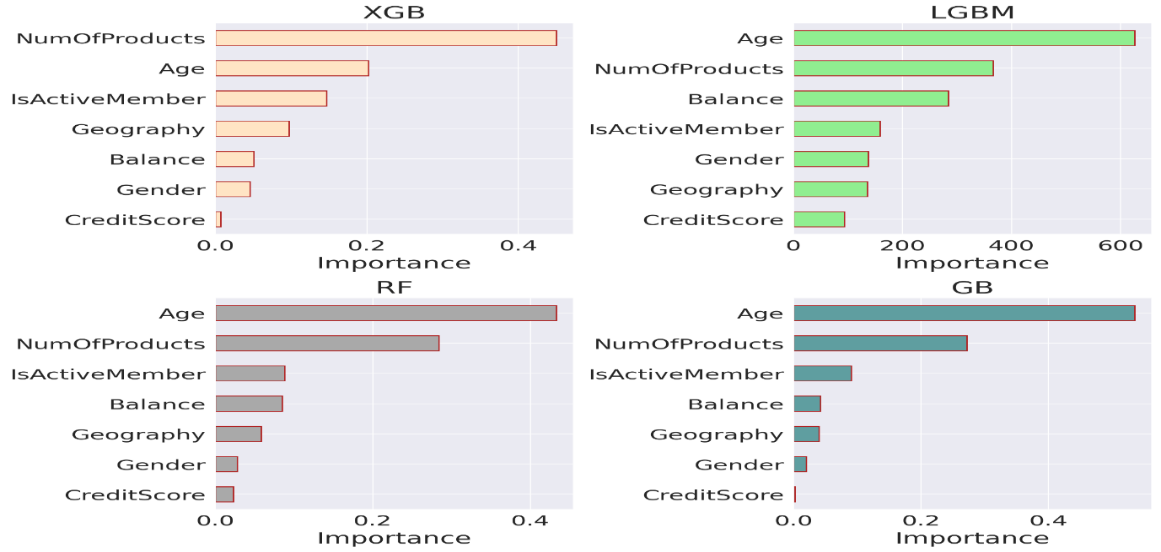 XGB
NumOfProducts
Age
IsActiveMember
Geography
Balance
Gender
CreditScore
0.0 0.2 0.4
Importance
LGBM
Age
NumOfProducts
Balance
IsActiveMember
Gender
Geography
CreditScore
0 200 400 600
Importance
RF
Age
NumOfProducts
IsActiveMember
Balance
Geography
Gender
CreditScore
0.0 0.2 0.4
Importance
GB
Age
NumOfProducts
IsActiveMember
Balance
Geography
Gender
CreditScore
0.0 0.2 0.4
Importance